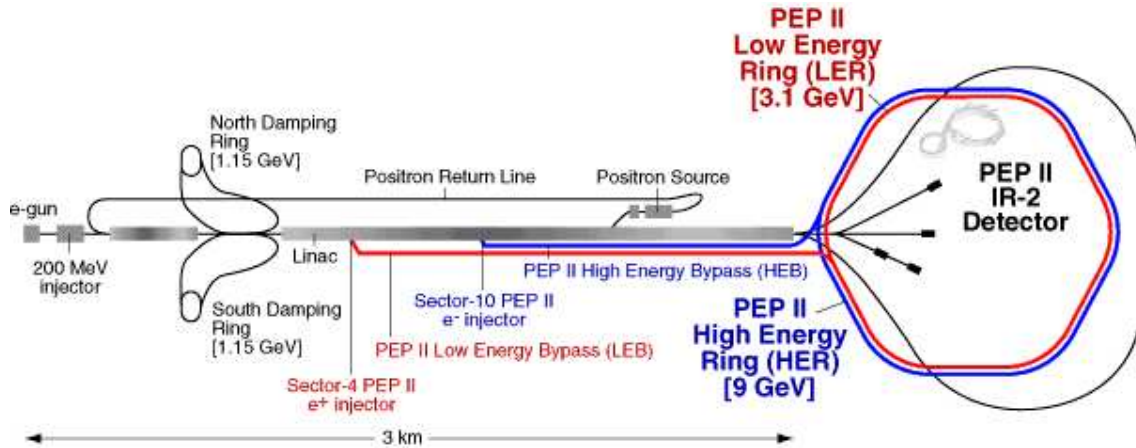 PEP II
Low Energy
Ring (LER)
[3.1 GeV]
North Damping
Ring
[1.15 GeV]
Positron Return Line
Positron Source
e-gun
PEP II
IR-2
Detector
Linac
200 MeV
injector
PEP II High Energy Bypass (HEB)
South Damping
Ring
[1.15 GeV]
Sector-10 PEP II
e- injector
PEP II Low Energy Bypass (LEB)
PEP II
High Energy
Ring (HER)
[9 GeV]
Sector-4 PEP II
e+ injector
3 km